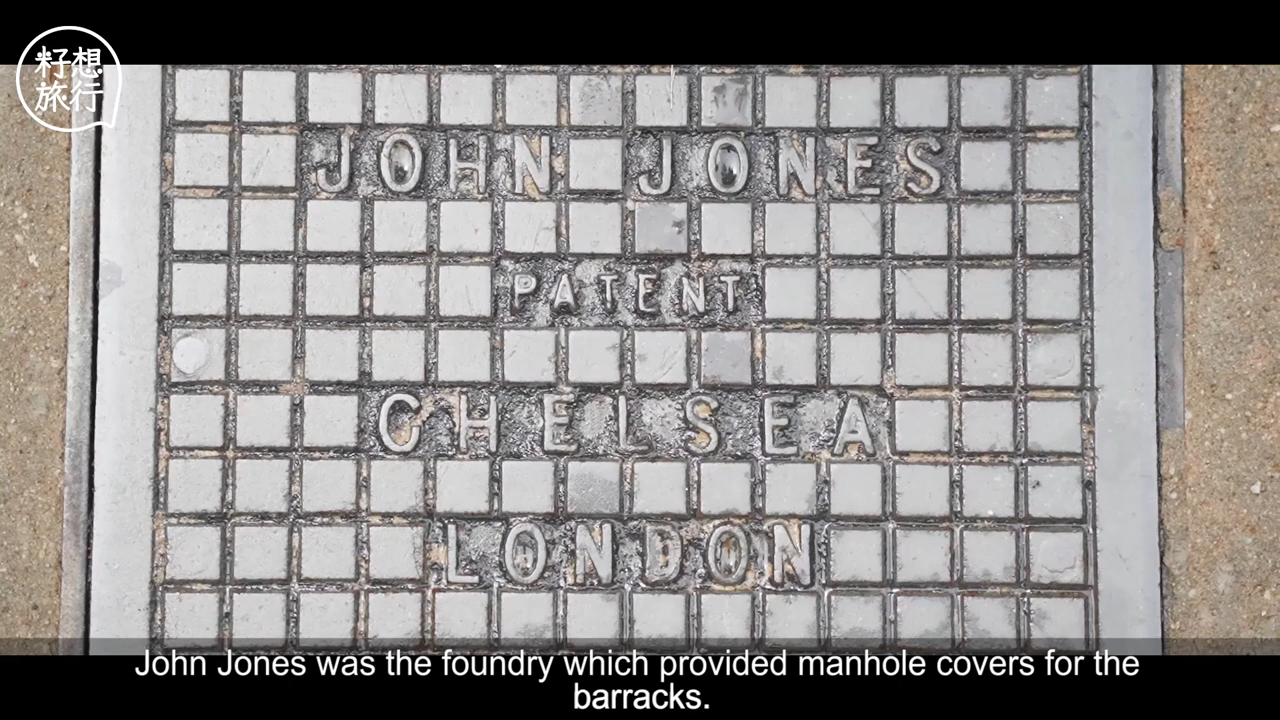 籽想
旅行
JOHN JONES
PATENT
CHELSEA
LONDON
John Jones was the foundry which provided manhole covers for the
barracks.